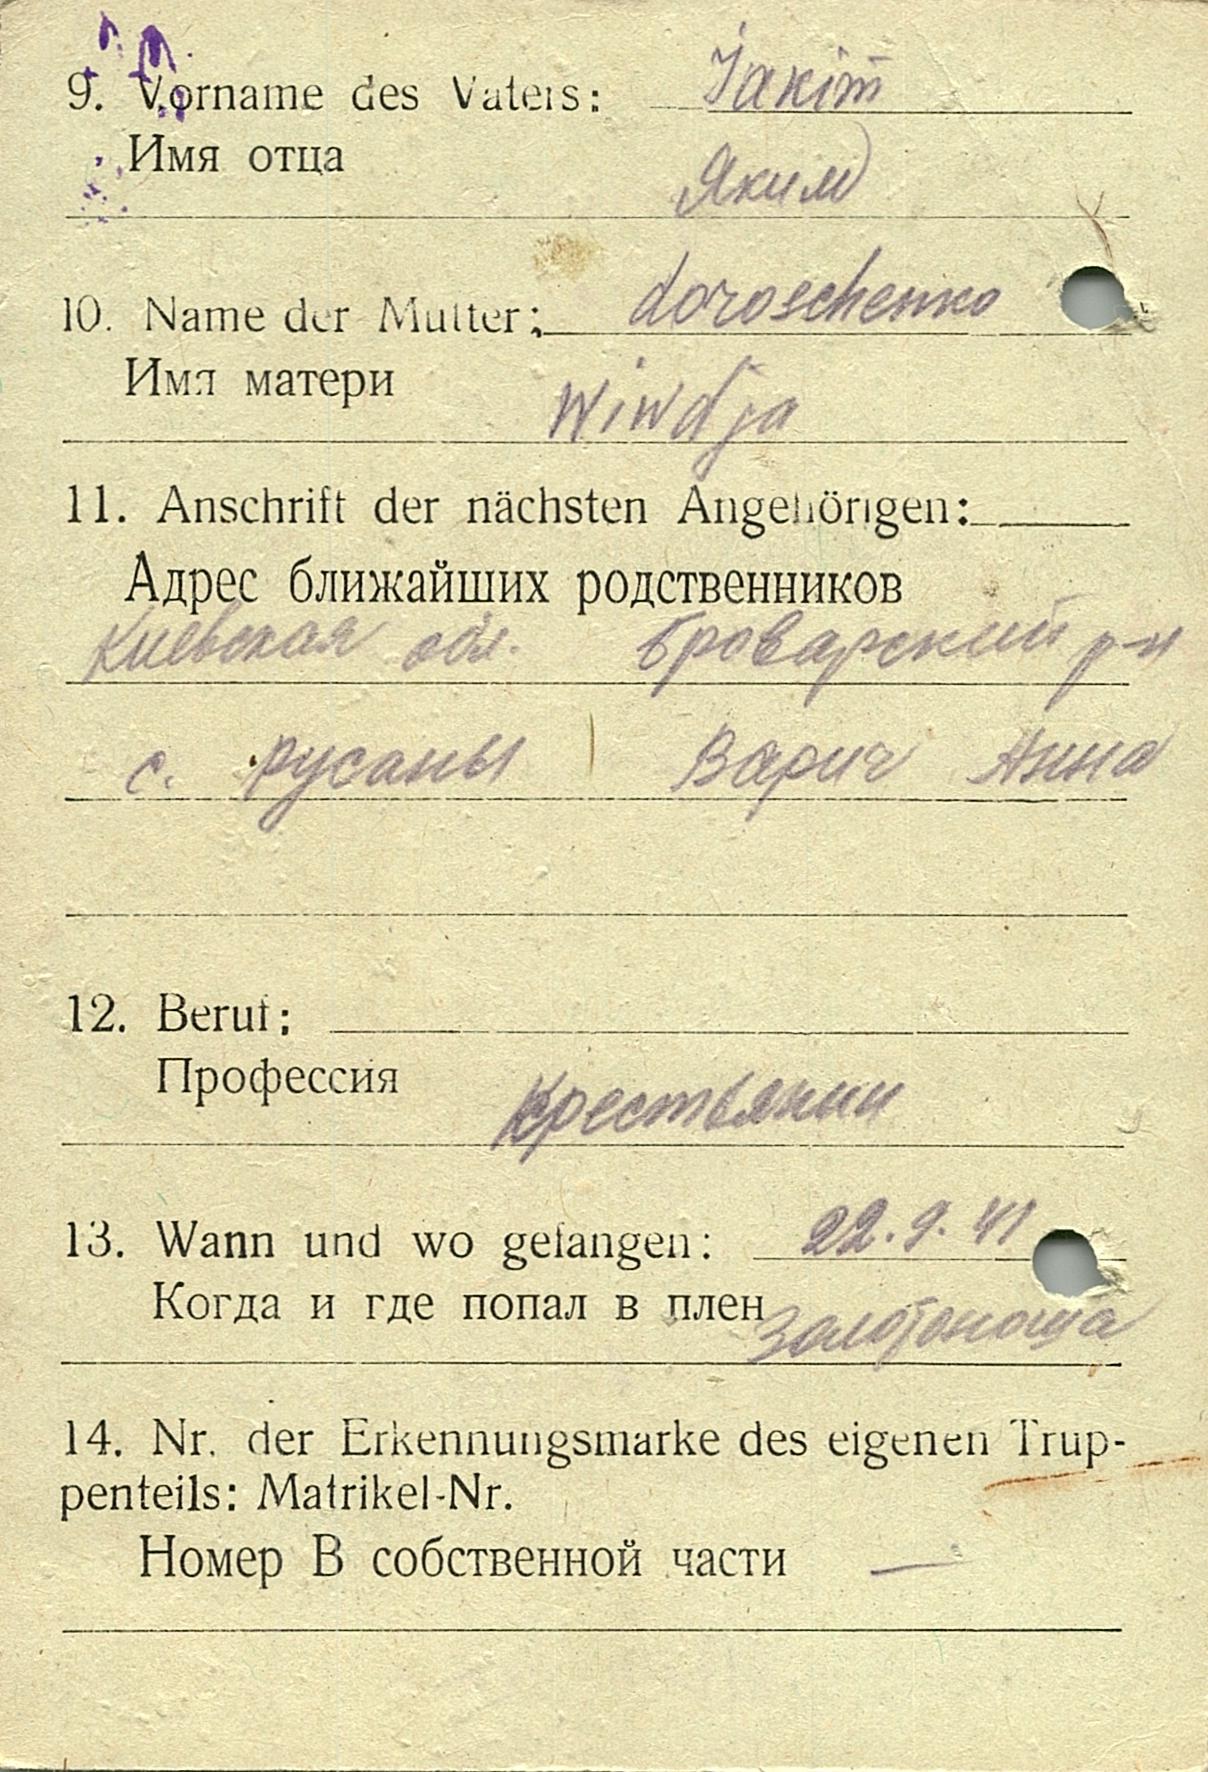 9. Vorname des Vaters: Jakim
Имя отца Яким
10. Name der Mutter: doroschenko
Имя матери Wiwdja
11. Anschrift der nächsten Angehörigen:
Адрес ближайших родственников
Киевская обл. Броварский р-н
с. Русаны Варич Анна
12. Beruf:
Профессия Крестьянин
13. Wann und wo gefangen: 22.9.41
Когда и где попал в плен Золотоноша
14. Nr. der Erkennungsmarke des eigenen Trup-
penteils: Matrikel-Nr.
Номер В собственной части —